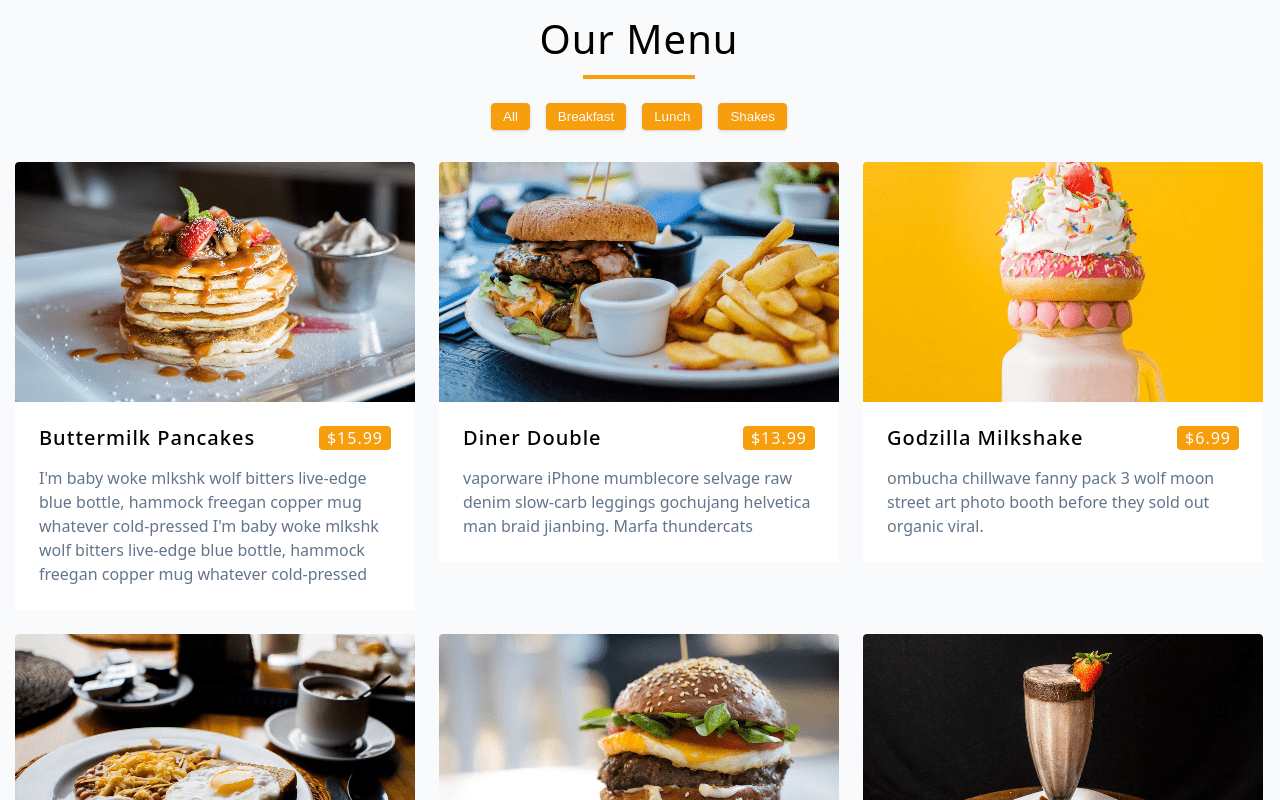 Our Menu
All
Breakfast
Lunch
Shakes
Buttermilk Pancakes
$15.99
I'm baby woke mlkshk wolf bitters live-edge
blue bottle, hammock freegan copper mug
whatever cold-pressed I'm baby woke mlkshk
wolf bitters live-edge blue bottle, hammock
freegan copper mug whatever cold-pressed
Diner Double
$13.99
vaporware iPhone mumblecore selvage raw
denim slow-carb leggings gochujang helvetica
man braid jianbing. Marfa thundercats
Godzilla Milkshake
$6.99
ombucha chillwave fanny pack 3 wolf moon
street art photo booth before they sold out
organic viral.